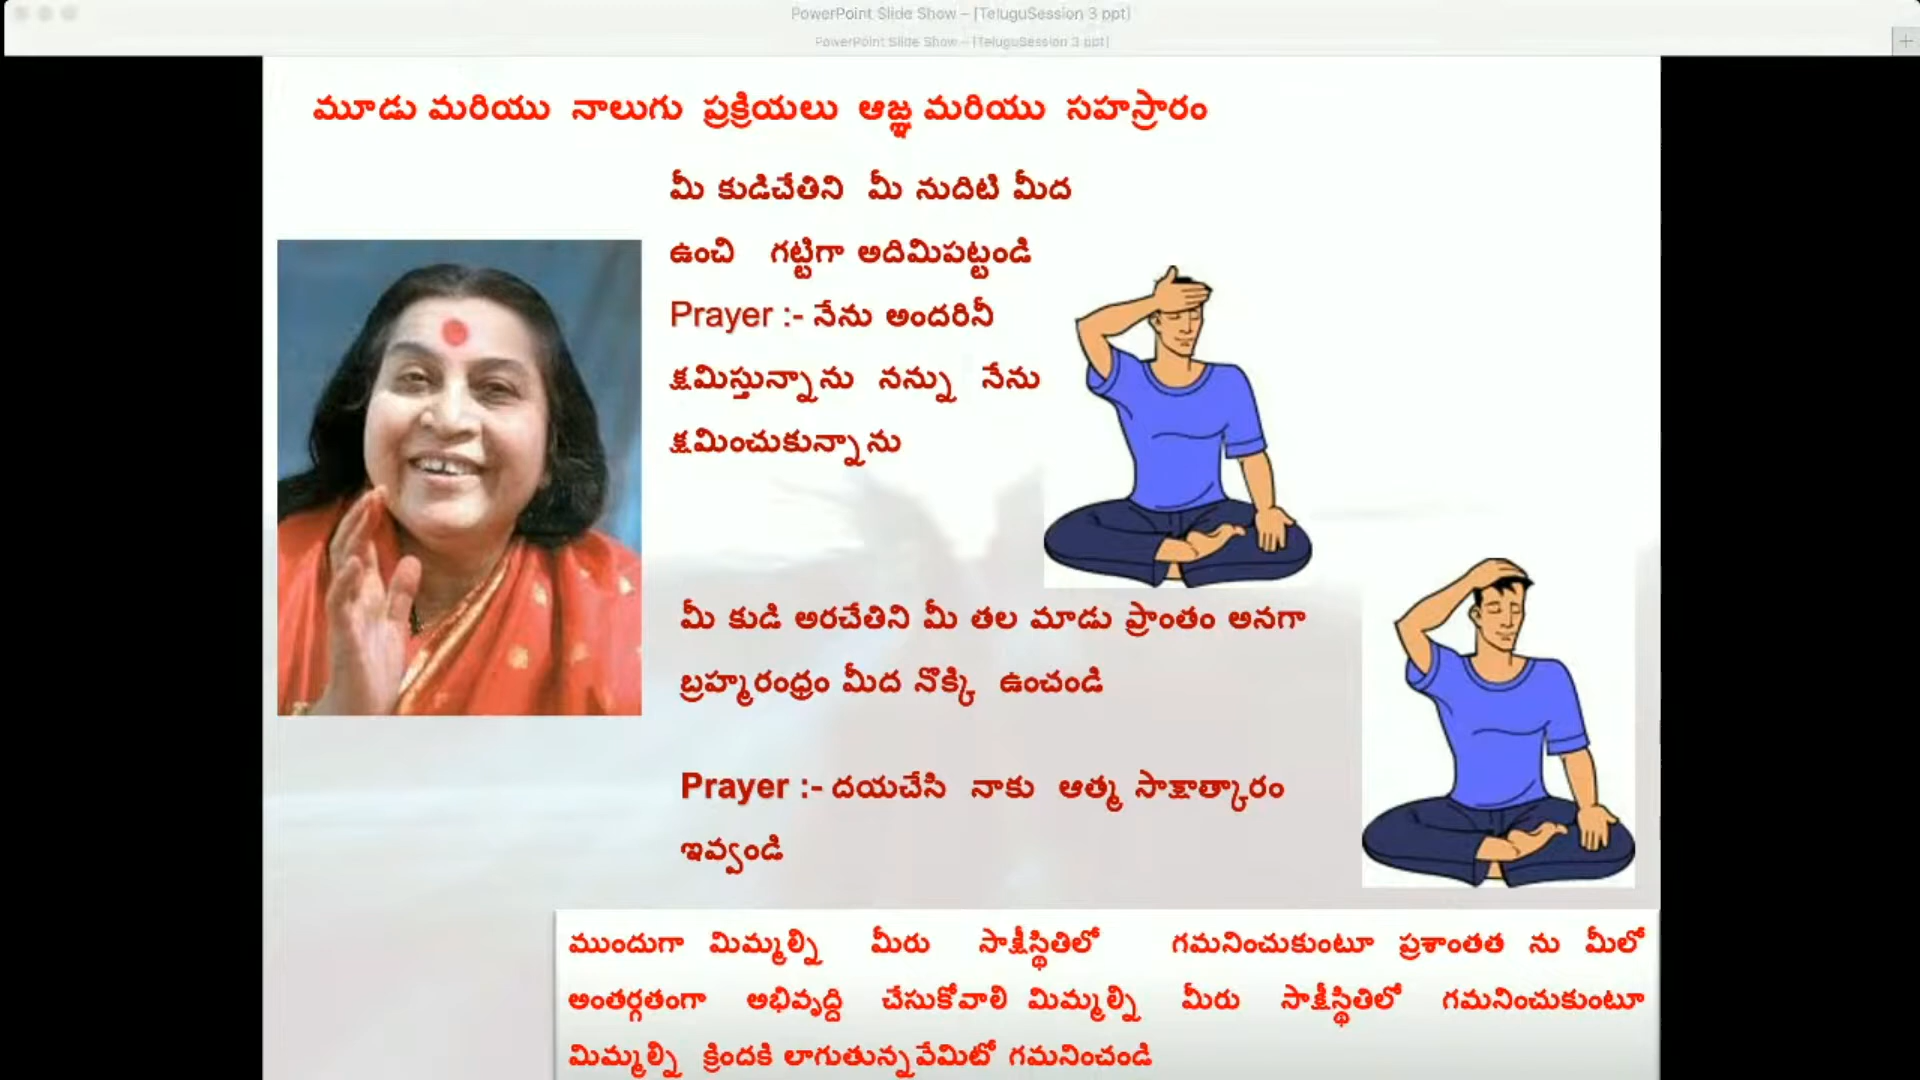 PowerPoint Slide Show – [TeluguSession 3 ppt]
PowerPoint Slide Show – [TeluguSession 3 ppt]
మూడు మరియు నాలుగు ప్రక్రియలు ఆజ్ఞ మరియు సహస్రారం
మీ కుడిచేతిని మీ నుదిటి మీద
ఉంచి గట్టిగా అదిమిపట్టండి
Prayer :- నేను అందరినీ
క్షమిస్తున్నాను నన్ను నేను
క్షమించుకున్నాను
మీ కుడి అరచేతిని మీ తల మాడు ప్రాంతం అనగా
బ్రహ్మరంధ్రం మీద నొక్కి ఉంచండి
Prayer :- దయచేసి నాకు ఆత్మ సాక్షాత్కారం
ఇవ్వండి
ముందుగా మిమ్మల్ని మీరు సాక్షీస్థితిలో గమనించుకుంటూ ప్రశాంతత ను మీలో
అంతర్గతంగా అభివృద్ది చేసుకోవాలి మిమ్మల్ని మీరు సాక్షీస్థితిలో గమనించుకుంటూ
మిమ్మల్ని క్రిందకి లాగుతున్నవేమిటో గమనించండి